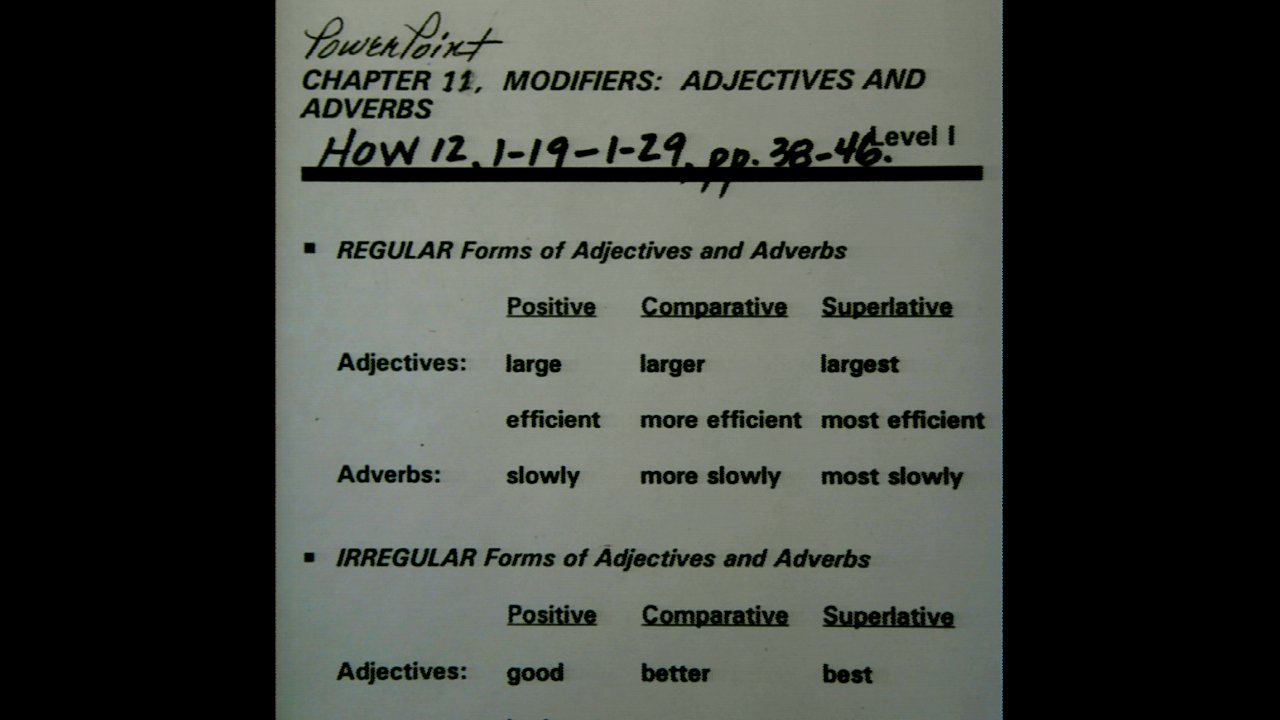 PowerPoint
CHAPTER 11, MODIFIERS: ADJECTIVES AND
ADVERBS
HOW 12, 1-19-1-29, pp. 38-46. Level I
▪ REGULAR Forms of Adjectives and Adverbs
Positive Comparative Superlative
Adjectives: large larger largest
efficient more efficient most efficient
Adverbs: slowly more slowly most slowly
▪ IRREGULAR Forms of Adjectives and Adverbs
Positive Comparative Superlative
Adjectives: good better best